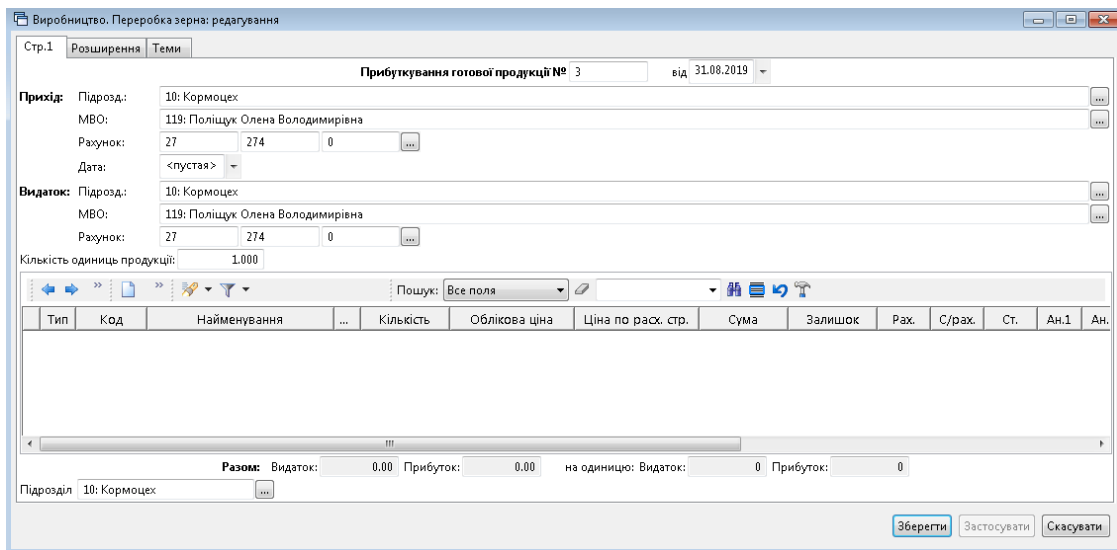 Виробництво. Переробка зерна: редагування
Стр.1 Розширення Теми
Прибуткування готової продукції № 3 від 31.08.2019
Прихід: Підрозд.: 10: Кормоцех ...
МВО: 119: Поліщук Олена Володимирівна ...
Рахунок: 27 274 0 ...
Дата: <пустая>
Видаток: Підрозд.: 10: Кормоцех ...
МВО: 119: Поліщук Олена Володимирівна ...
Рахунок: 27 274 0 ...
Кількість одиниць продукції: 1.000
Пошук: Все поля
Тип Код Найменування ... Кількість Облікова ціна Ціна по расх. стр. Сума Залишок Рах. С/рах. Ст. Ан.1 Ан.
Разом: Видаток: 0.00 Прибуток: 0.00 на одиницю: Видаток: 0 Прибуток: 0
Підрозділ 10: Кормоцех ...
Зберегти Застосувати Скасувати